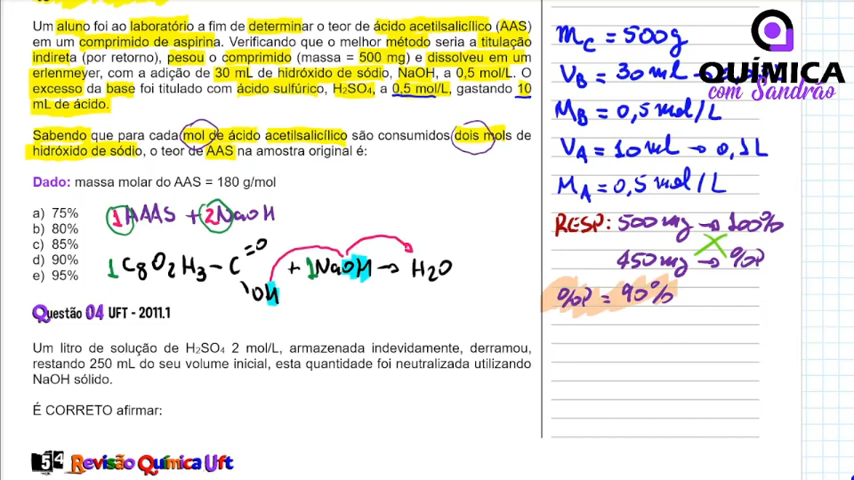 Um aluno foi ao laboratório a fim de determinar o teor de ácido acetilsalicílico (AAS)
em um comprimido de aspirina. Verificando que o melhor método seria a titulação
indireta (por retorno), pesou o comprimido (massa = 500 mg) e dissolveu em um
erlenmeyer, com a adição de 30 mL de hidróxido de sódio, NaOH, a 0,5 mol/L. O
excesso da base foi titulado com ácido sulfúrico, H₂SO₄, a 0,5 mol/L, gastando 10
mL de ácido.
Sabendo que para cada mol de ácido acetilsalicílico são consumidos dois mols de
hidróxido de sódio, o teor de AAS na amostra original é:
Dado: massa molar do AAS = 180 g/mol
a) 75%
b) 80%
c) 85%
d) 90%
e) 95%
1 HAAS + 2 NaOH
1 C8O2H3 - C =O OH + 1NaOH → H2O
Questão 04 UFT - 2011.1
Um litro de solução de H₂SO₄ 2 mol/L, armazenada indevidamente, derramou,
restando 250 mL do seu volume inicial, esta quantidade foi neutralizada utilizando
NaOH sólido.
É CORRETO afirmar:
54 Revisão Química Uft
mc = 500g
VB = 30 ml →
MB = 0,5 mol/L
VA = 10 ml → 0,1L
MA = 0,5 mol/L
RESP: 500 mg → 100%
450 mg → %P
%P = 90%
QUÍMICA
com Sandrão